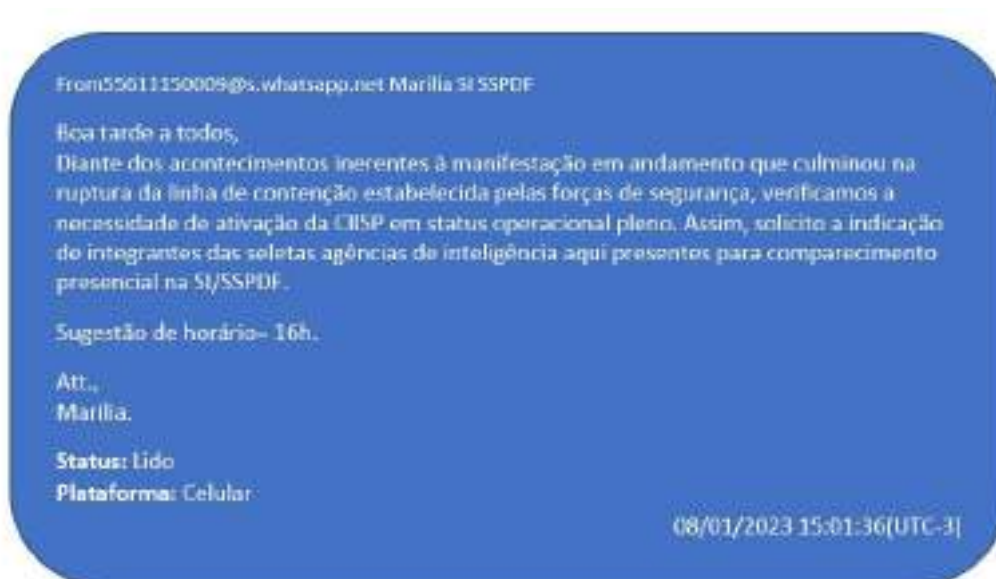 From55611150009@s.whatsapp.net Marilia SI SSPDF
Boa tarde a todos,
Diante dos acontecimentos inerentes à manifestação em andamento que culminou na
ruptura da linha de contenção estabelecida pelas forças de segurança, verificamos a
necessidade de ativação da CIISP em status operacional pleno. Assim, solicito a indicação
de integrantes das seletas agências de inteligência aqui presentes para comparecimento
presencial na SI/SSPDF.
Sugestão de horário– 16h.
Att.,
Marilia.
Status: Lido
Plataforma: Celular
08/01/2023 15:01:36(UTC-3)